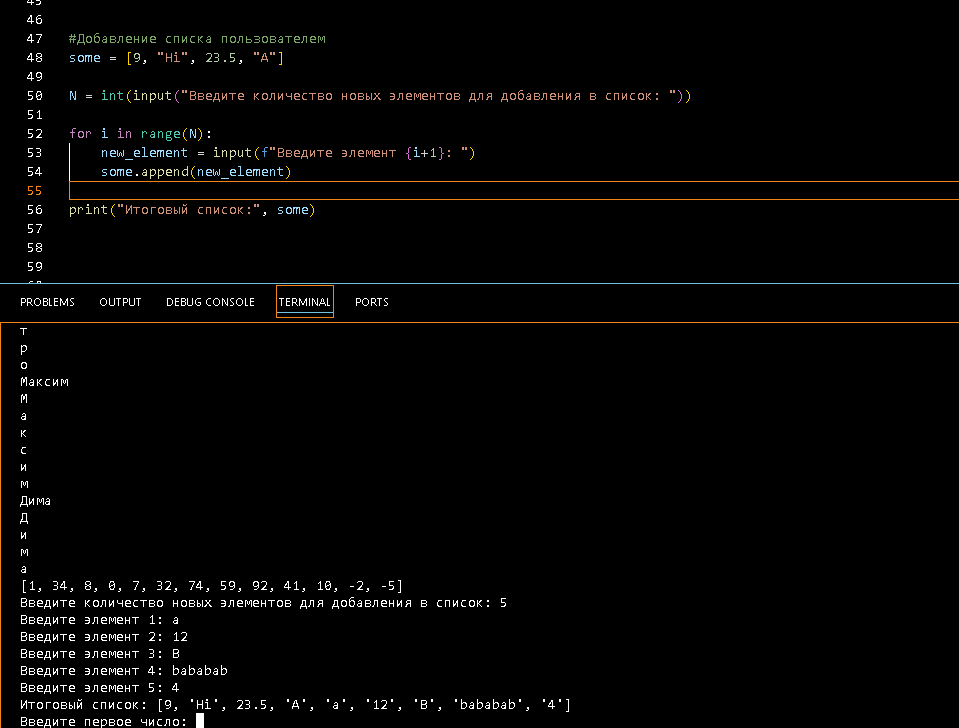 45
46
47 #Добавление списка пользователем
48 some = [9, "Hi", 23.5, "A"]
49
50 N = int(input("Введите количество новых элементов для добавления в список: "))
51
52 for i in range(N):
53     new_element = input(f"Введите элемент {i+1}: ")
54     some.append(new_element)
55
56 print("Итоговый список:", some)
57
58
59
PROBLEMS OUTPUT DEBUG CONSOLE TERMINAL PORTS
т
р
о
Максим
М
а
к
с
и
м
Дима
Д
и
м
а
[1, 34, 8, 0, 7, 32, 74, 59, 92, 41, 10, -2, -5]
Введите количество новых элементов для добавления в список: 5
Введите элемент 1: a
Введите элемент 2: 12
Введите элемент 3: B
Введите элемент 4: bababab
Введите элемент 5: 4
Итоговый список: [9, 'Hi', 23.5, 'A', 'a', '12', 'B', 'bababab', '4']
Введите первое число: